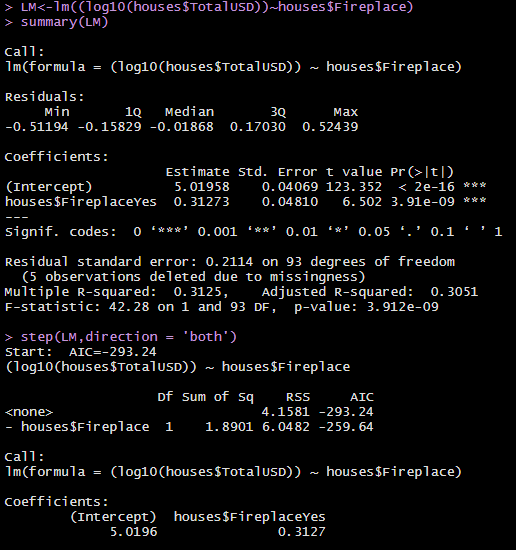 > LM<-lm((log10(houses$TotalUSD))~houses$Fireplace)
> summary(LM)
Call:
lm(formula = (log10(houses$TotalUSD)) ~ houses$Fireplace)
Residuals:
     Min       1Q   Median       3Q      Max
-0.51194 -0.15829 -0.01868  0.17030  0.52439
Coefficients:
                    Estimate Std. Error t value Pr(>|t|)
(Intercept)          5.01958    0.04069 123.352  < 2e-16 ***
houses$FireplaceYes  0.31273    0.04810   6.502 3.91e-09 ***
---
Signif. codes:  0 ‘***’ 0.001 ‘**’ 0.01 ‘*’ 0.05 ‘.’ 0.1 ‘ ’ 1
Residual standard error: 0.2114 on 93 degrees of freedom
  (5 observations deleted due to missingness)
Multiple R-squared:  0.3125,    Adjusted R-squared:  0.3051
F-statistic: 42.28 on 1 and 93 DF,  p-value: 3.912e-09
> step(LM,direction = 'both')
Start:  AIC=-293.24
(log10(houses$TotalUSD)) ~ houses$Fireplace
                   Df Sum of Sq    RSS     AIC
<none>                          4.1581 -293.24
- houses$Fireplace  1    1.8901 6.0482 -259.64
Call:
lm(formula = (log10(houses$TotalUSD)) ~ houses$Fireplace)
Coefficients:
        (Intercept)  houses$FireplaceYes
             5.0196               0.3127